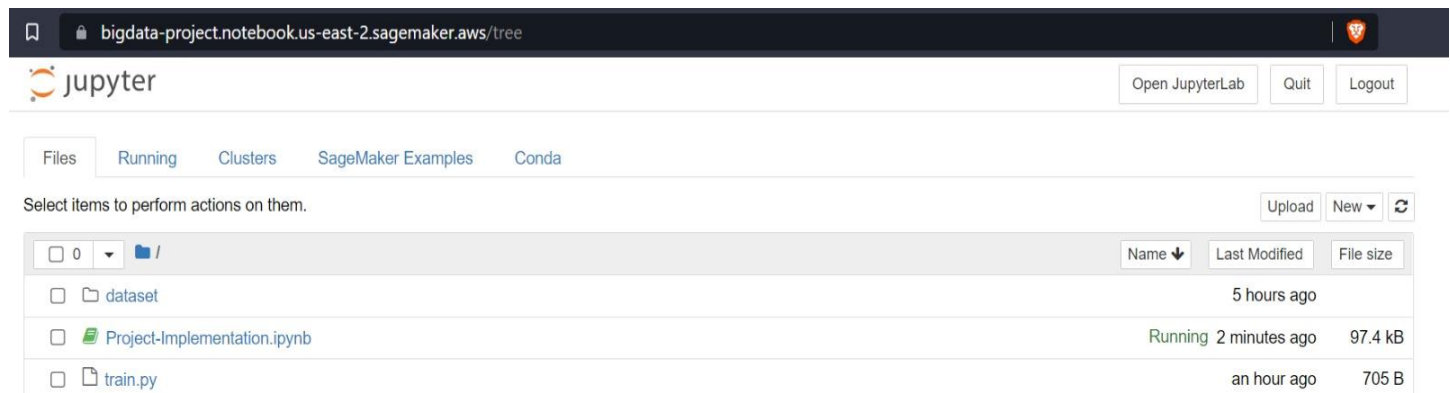 bigdata-project.notebook.us-east-2.sagemaker.aws/tree
jupyter Open JupyterLab Quit Logout
Files Running Clusters SageMaker Examples Conda
Select items to perform actions on them. Upload New
0 / Name Last Modified File size
dataset 5 hours ago
Project-Implementation.ipynb Running 2 minutes ago 97.4 kB
train.py an hour ago 705 B